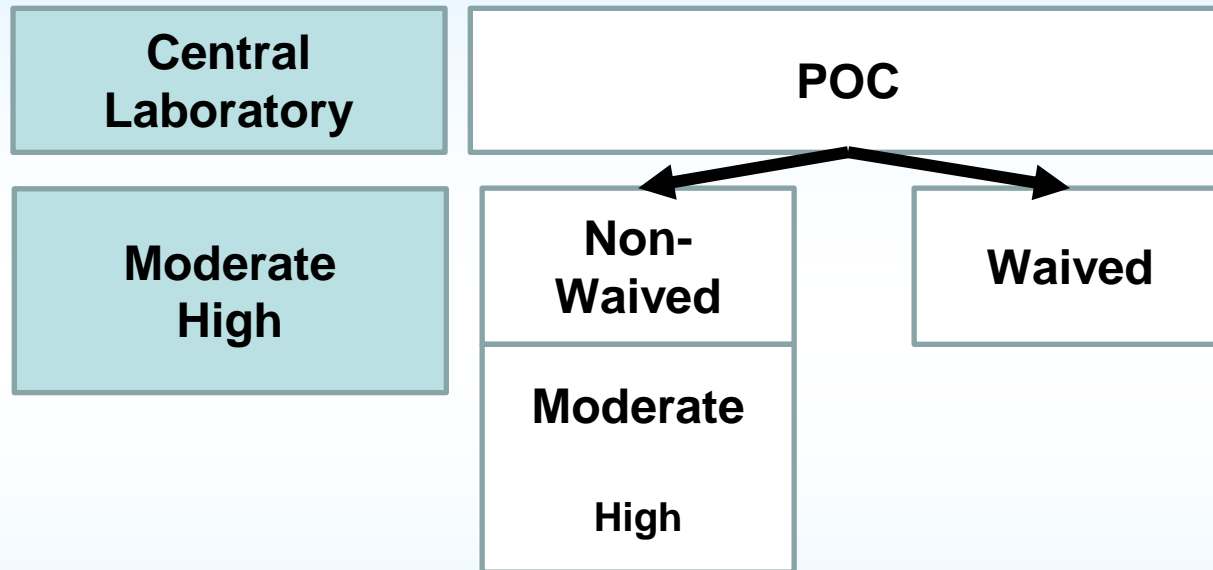 Central
Laboratory
POC
Moderate
High
Non-
Waived
Waived
Moderate
High